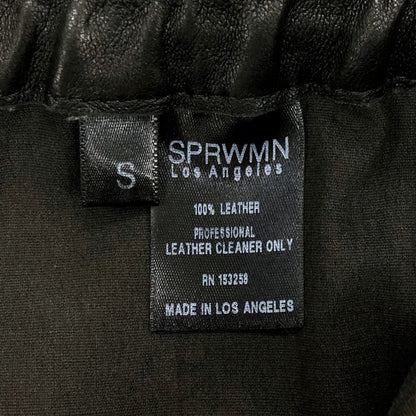 S
SPRWMN
Los Angeles
100% LEATHER
PROFESSIONAL
LEATHER CLEANER ONLY
RN 153258
MADE IN LOS ANGELES